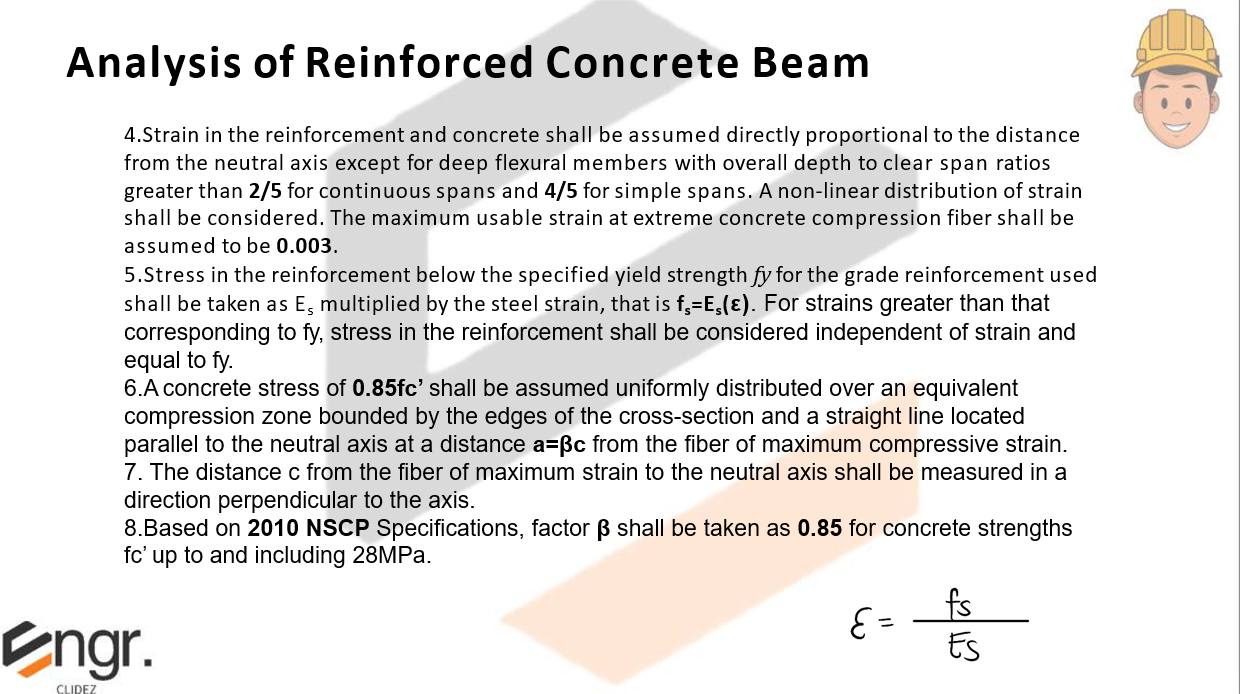 Analysis of Reinforced Concrete Beam
4.Strain in the reinforcement and concrete shall be assumed directly proportional to the distance
from the neutral axis except for deep flexural members with overall depth to clear span ratios
greater than 2/5 for continuous spans and 4/5 for simple spans. A non-linear distribution of strain
shall be considered. The maximum usable strain at extreme concrete compression fiber shall be
assumed to be 0.003.
5.Stress in the reinforcement below the specified yield strength fy for the grade reinforcement used
shall be taken as Es multiplied by the steel strain, that is fs=Es(ε). For strains greater than that
corresponding to fy, stress in the reinforcement shall be considered independent of strain and
equal to fy.
6.A concrete stress of 0.85fc’ shall be assumed uniformly distributed over an equivalent
compression zone bounded by the edges of the cross-section and a straight line located
parallel to the neutral axis at a distance a=βc from the fiber of maximum compressive strain.
7. The distance c from the fiber of maximum strain to the neutral axis shall be measured in a
direction perpendicular to the axis.
8.Based on 2010 NSCP Specifications, factor β shall be taken as 0.85 for concrete strengths
fc’ up to and including 28MPa.
fs
ε =
Es
Engr.
CLIDEZ